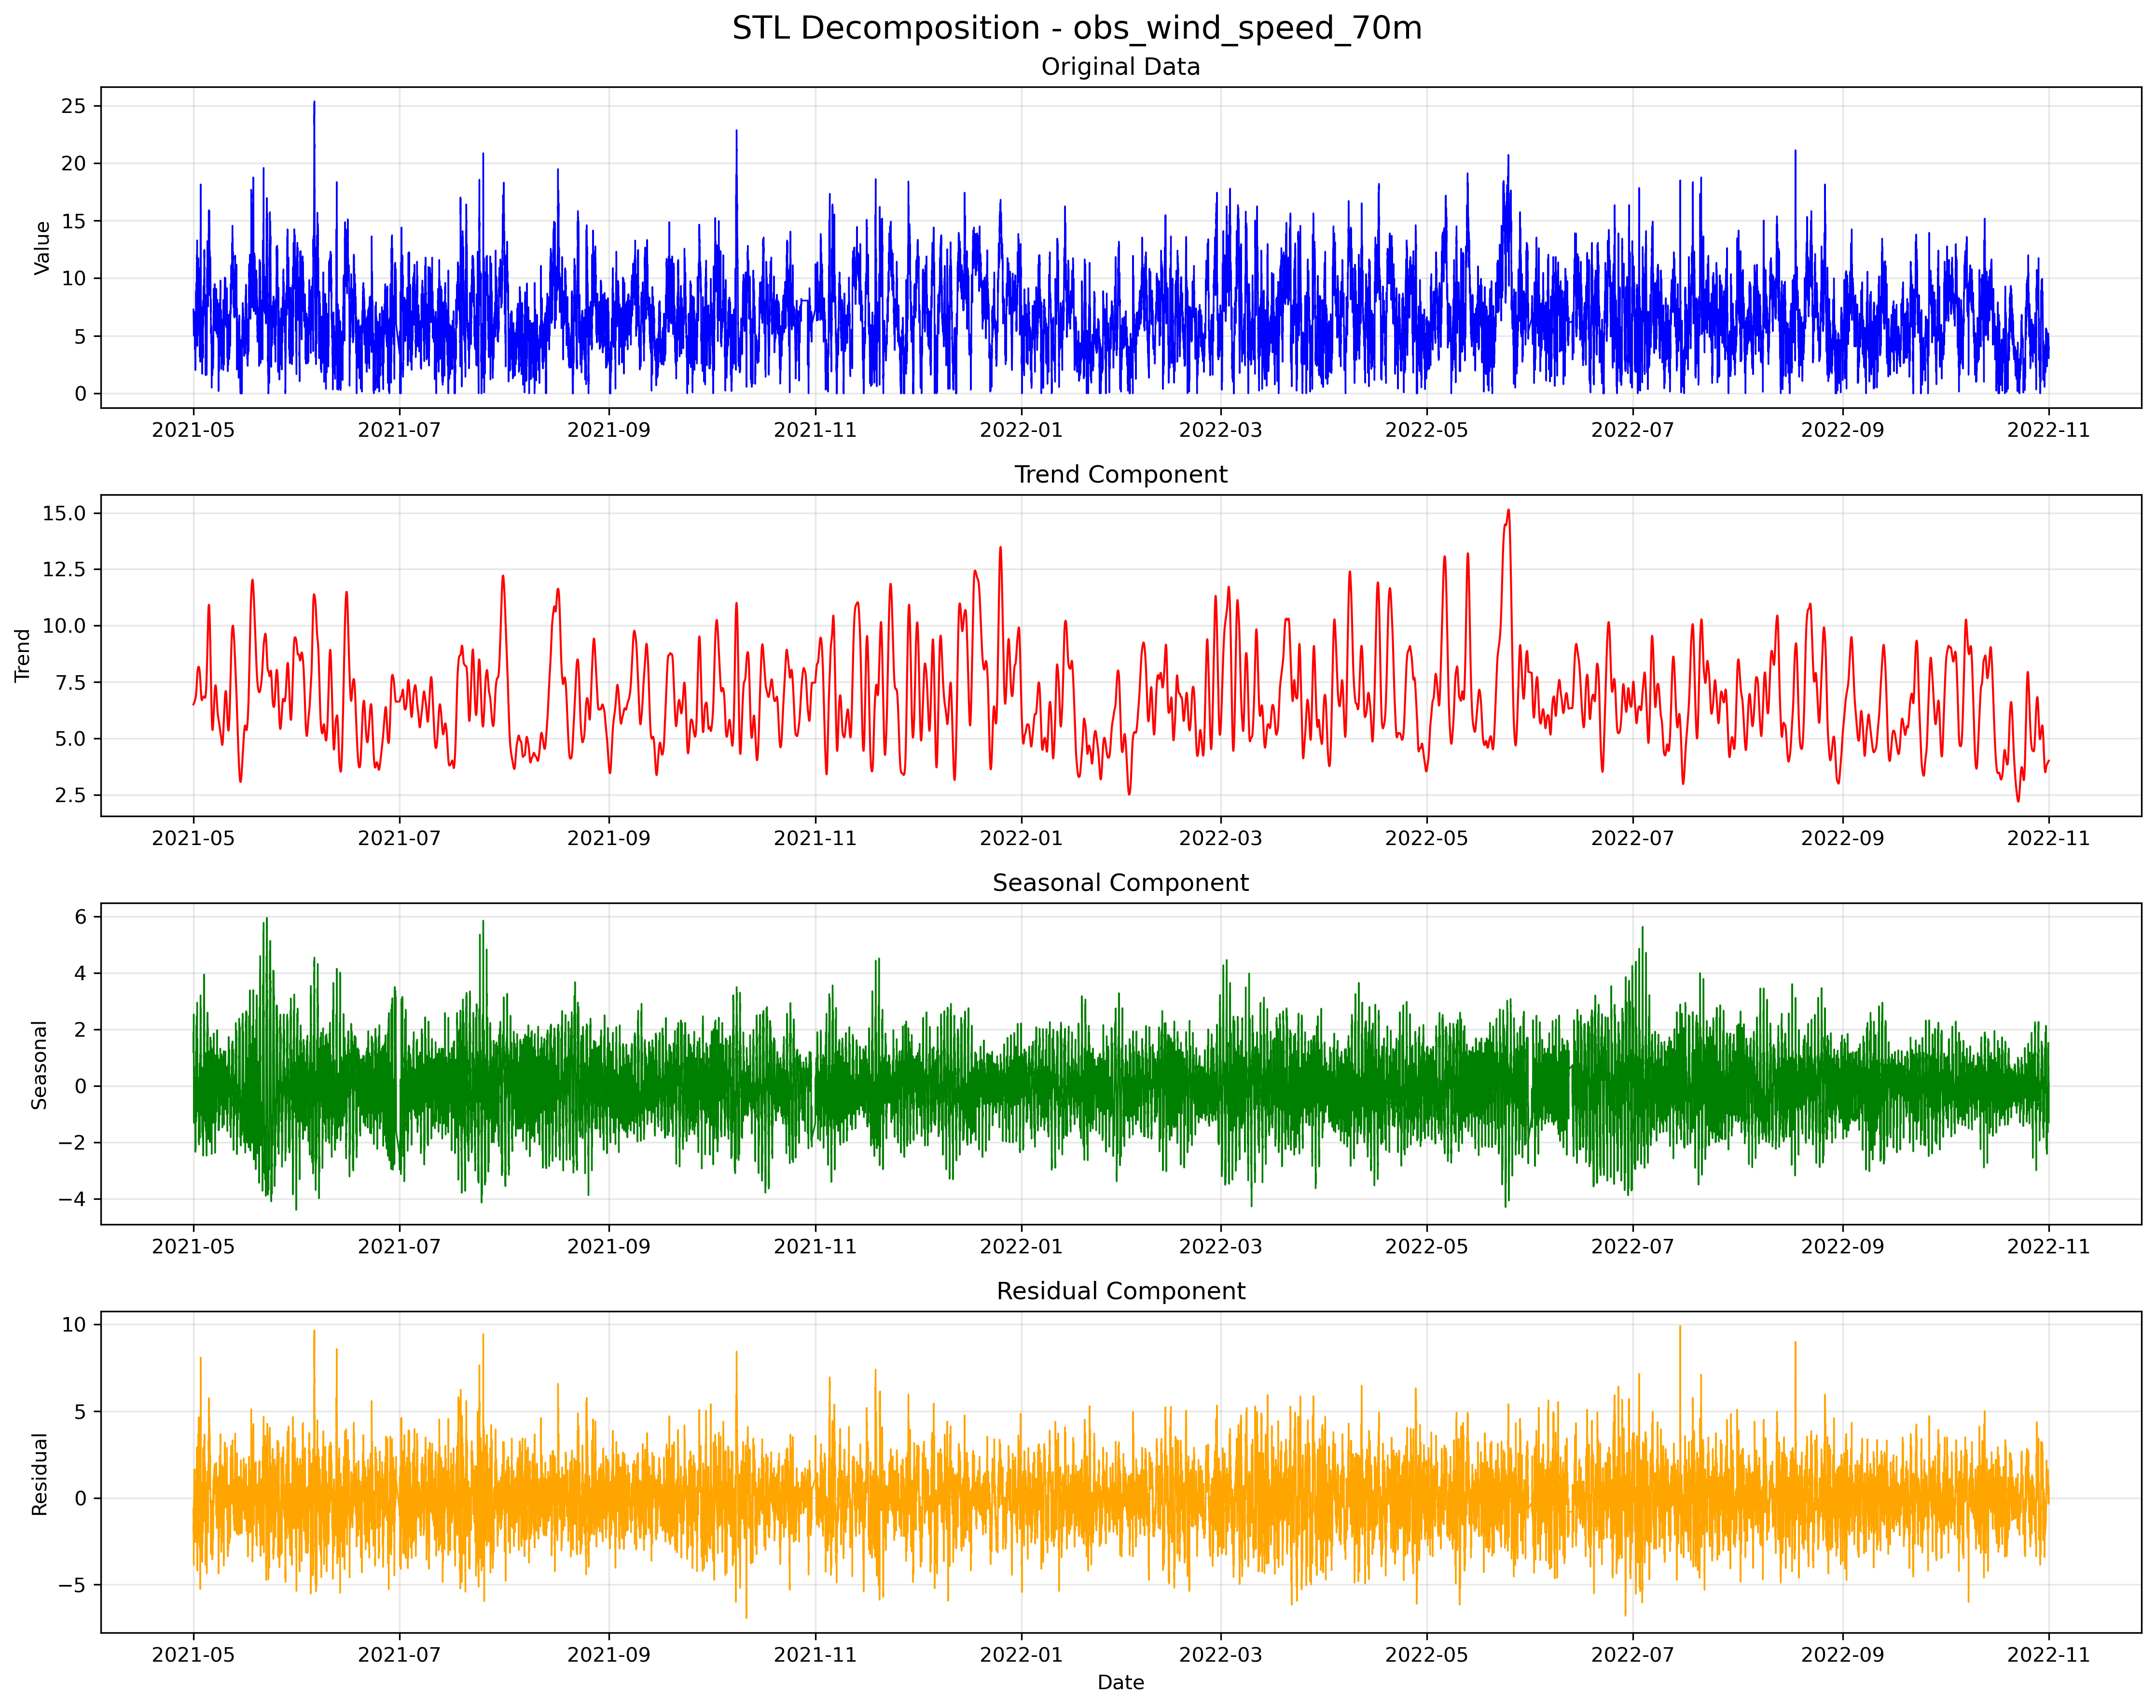 STL Decomposition - obs_wind_speed_70m
Original Data
Value
25
20
15
10
5
0
2021-05 2021-07 2021-09 2021-11 2022-01 2022-03 2022-05 2022-07 2022-09 2022-11
Trend Component
Trend
15.0
12.5
10.0
7.5
5.0
2.5
2021-05 2021-07 2021-09 2021-11 2022-01 2022-03 2022-05 2022-07 2022-09 2022-11
Seasonal Component
Seasonal
6
4
2
0
−2
−4
2021-05 2021-07 2021-09 2021-11 2022-01 2022-03 2022-05 2022-07 2022-09 2022-11
Residual Component
Residual
10
5
0
−5
2021-05 2021-07 2021-09 2021-11 2022-01 2022-03 2022-05 2022-07 2022-09 2022-11
Date